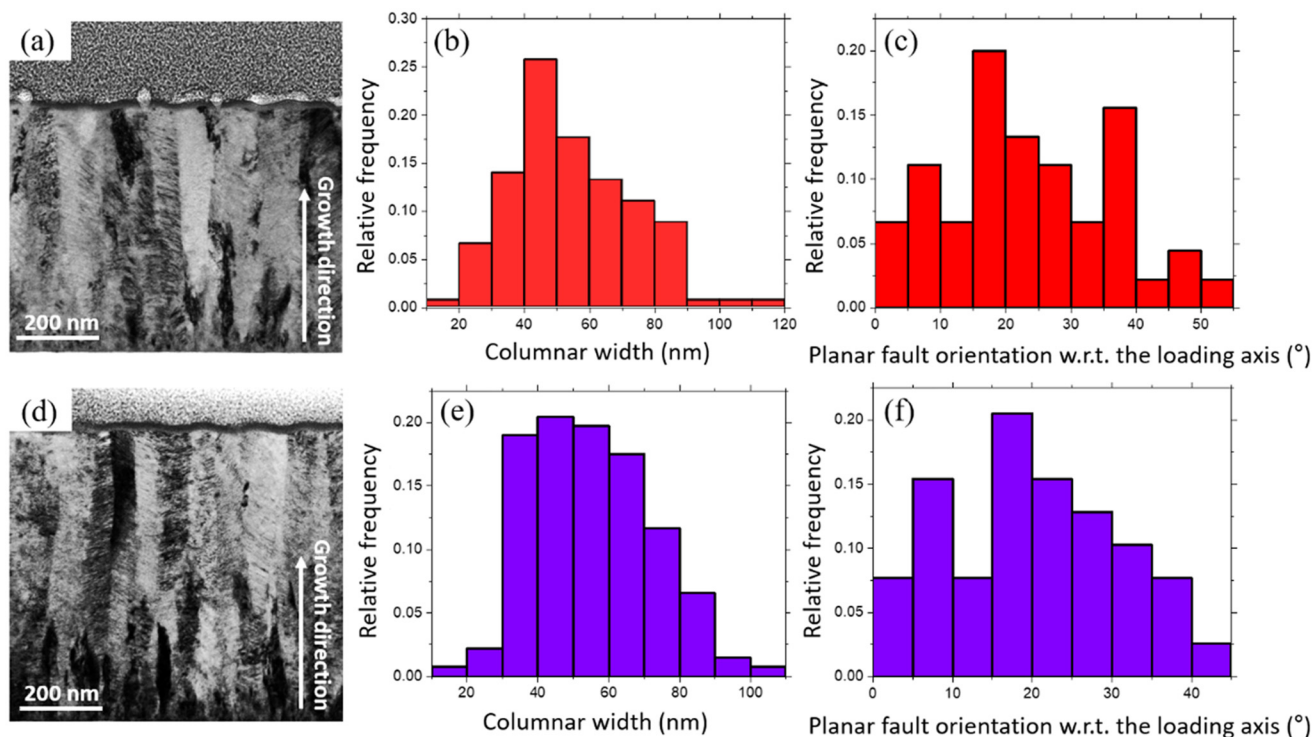 (a)
Growth direction
200 nm
(b)
Relative frequency
0.30
0.25
0.20
0.15
0.10
0.05
0.00
20 40 60 80 100 120
Columnar width (nm)
(c)
Relative frequency
0.20
0.15
0.10
0.05
0.00
0 10 20 30 40 50
Planar fault orientation w.r.t. the loading axis (°)
(d)
Growth direction
200 nm
(e)
Relative frequency
0.20
0.15
0.10
0.05
0.00
20 40 60 80 100
Columnar width (nm)
(f)
Relative frequency
0.20
0.15
0.10
0.05
0.00
0 10 20 30 40
Planar fault orientation w.r.t. the loading axis (°)